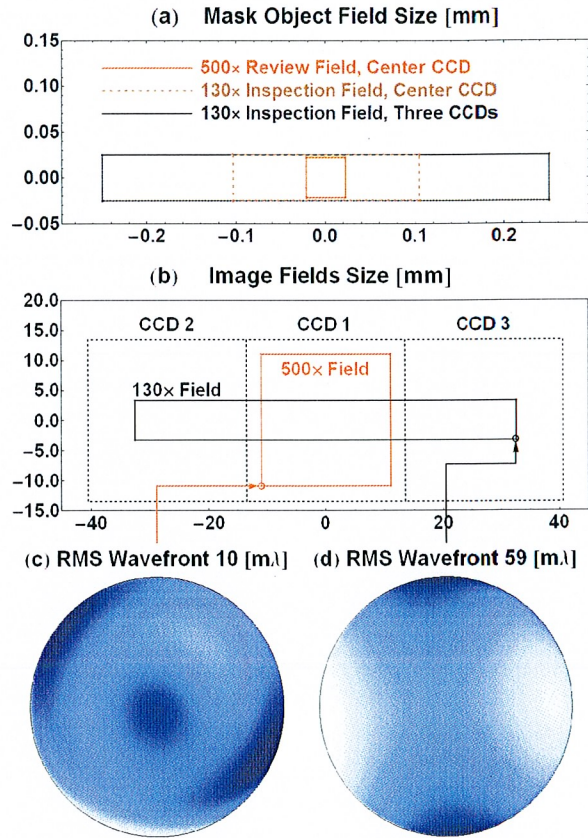 (a) Mask Object Field Size [mm]
0.15
0.10
0.05
0.00
−0.05
500× Review Field, Center CCD
130× Inspection Field, Center CCD
130× Inspection Field, Three CCDs
−0.2 −0.1 0.0 0.1 0.2
(b) Image Fields Size [mm]
20.0
15.0
10.0
5.0
0.0
−5.0
−10.0
−15.0
CCD 2 CCD 1 CCD 3
500× Field
130× Field
−40 −20 0 20 40
(c) RMS Wavefront 10 [mλ] (d) RMS Wavefront 59 [mλ]